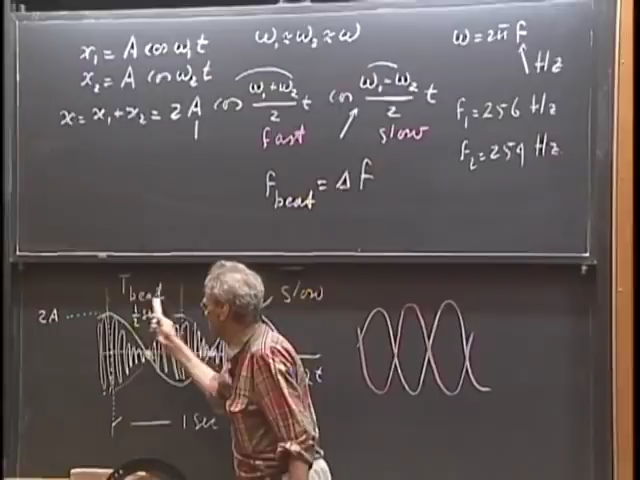 x₁ = A cos ω₁t
ω₁ ≈ ω₂ ≈ ω
ω = 2π f
Hz
x₂ = A cos ω₂t
x = x₁ + x₂ = 2A cos (ω₁+ω₂)/2 t cos (ω₁-ω₂)/2 t
fast
slow
f₁ = 256 Hz
f₂ = 254 Hz
f_beat = Δ f
T_beat
slow
2A
t
1 sec